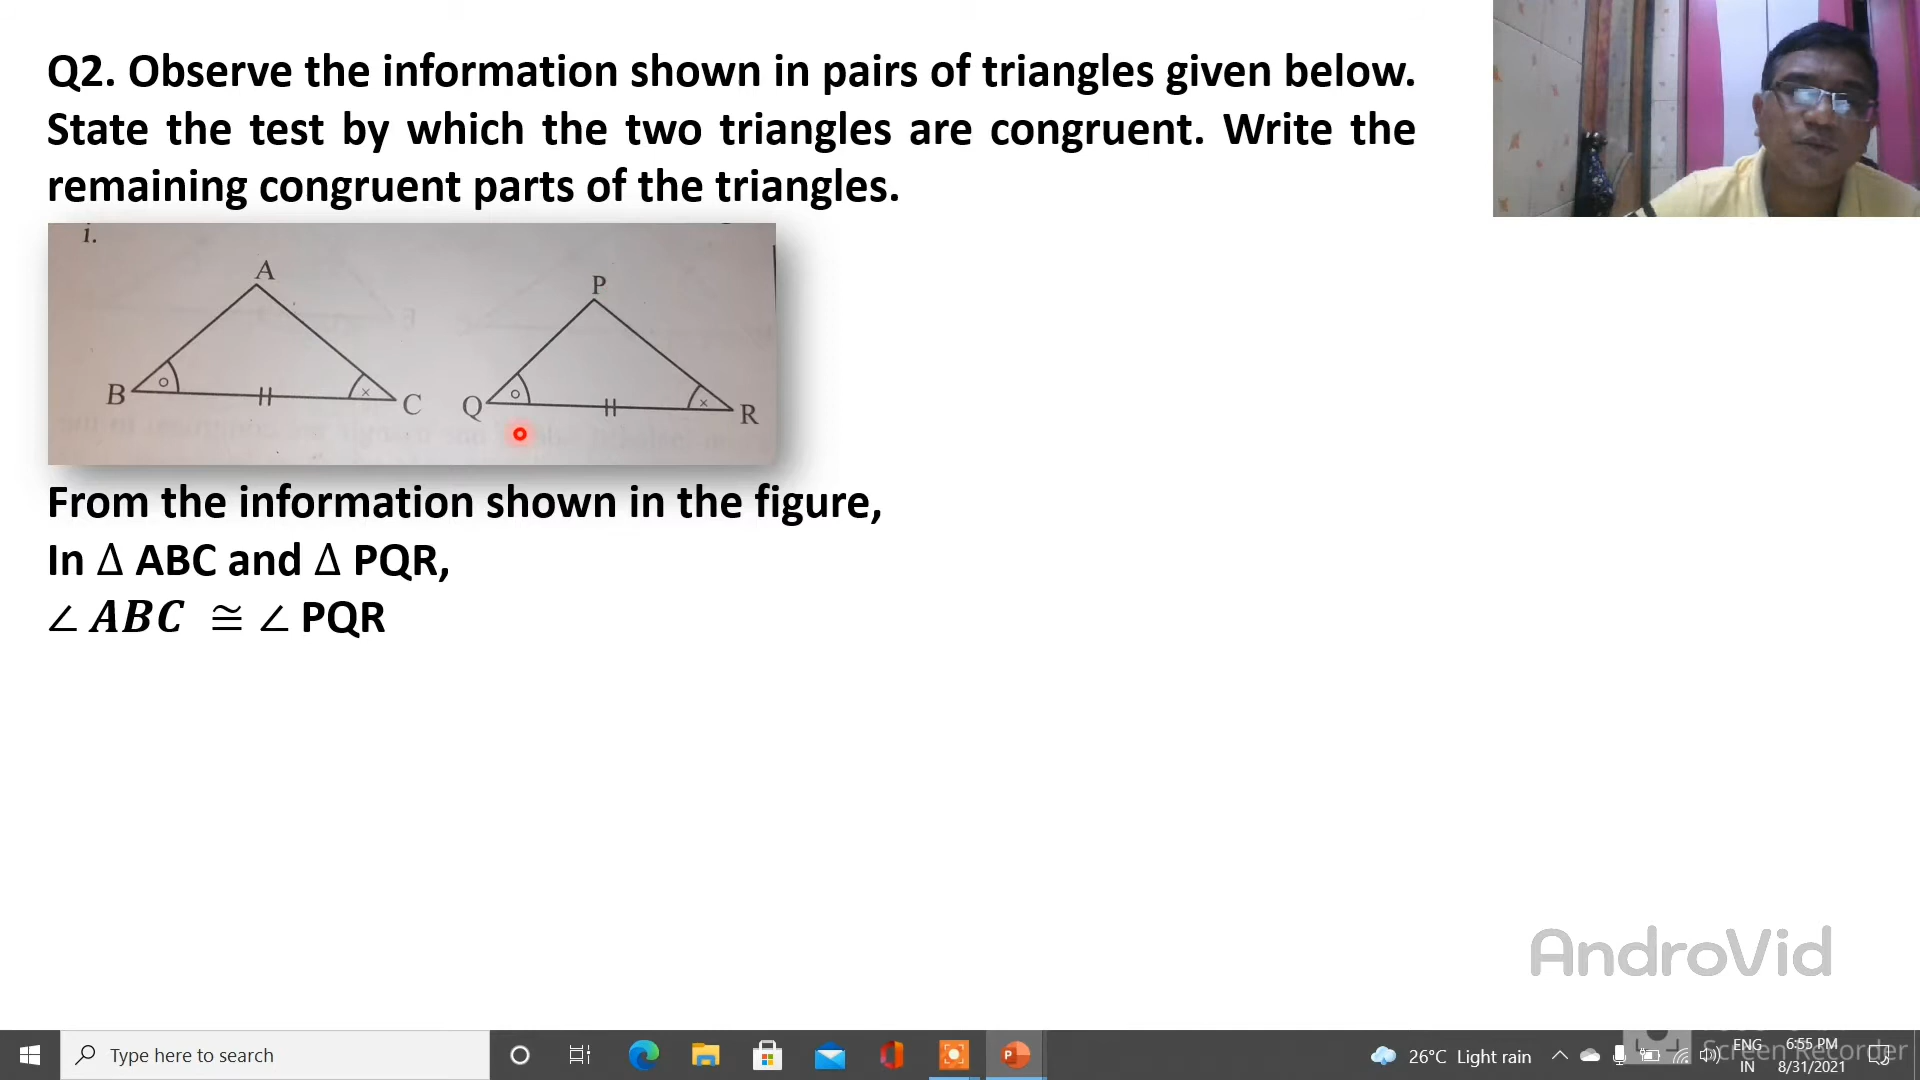 Q2. Observe the information shown in pairs of triangles given below.
State the test by which the two triangles are congruent. Write the
remaining congruent parts of the triangles.
i.
A
P
B
C
Q
R
From the information shown in the figure,
In Δ ABC and Δ PQR,
∠ ABC ≅ ∠ PQR
AndroVid
Screen Recorder
Type here to search
26°C Light rain
ENG
IN
6:55 PM
8/31/2021